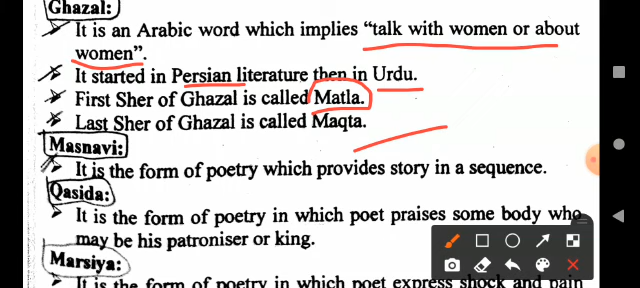 Ghazal:
It is an Arabic word which implies “talk with women or about
women”.
It started in Persian literature then in Urdu.
First Sher of Ghazal is called Matla.
Last Sher of Ghazal is called Maqta.
Masnavi:
It is the form of poetry which provides story in a sequence.
Qasida:
It is the form of poetry in which poet praises some body who
may be his patroniser or king.
Marsiya:
It is the form of poetry in which poet express shock and pain